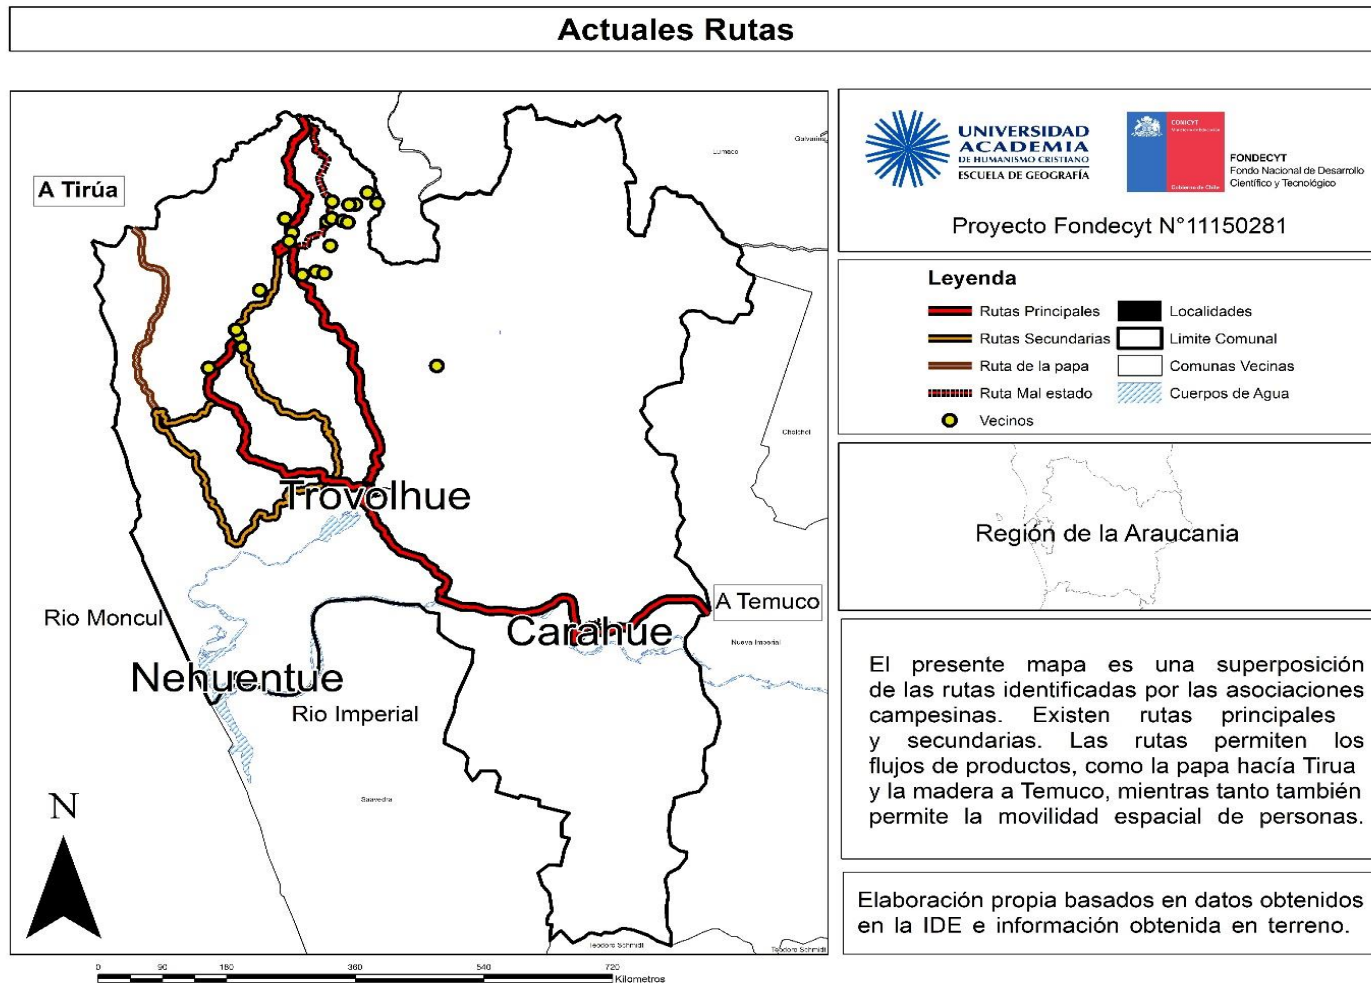 Actuales Rutas
A Tirúa
Lumaco
Galvarino
Cholchol
Trovolhue
A Temuco
Rio Moncul
Carahue
Nueva Imperial
Nehuentue
Rio Imperial
Saavedra
N
Teodoro Schmidt
Teodoro Schmidt
0 90 180 360 540 720
Kilometros
UNIVERSIDAD
ACADEMIA
DE HUMANISMO CRISTIANO
ESCUELA DE GEOGRAFÍA
CONICYT
Gobierno de Chile
FONDECYT
Fondo Nacional de Desarrollo
Científico y Tecnológico
Proyecto Fondecyt N°11150281
Leyenda
Rutas Principales
Localidades
Rutas Secundarias
Limite Comunal
Ruta de la papa
Comunas Vecinas
Ruta Mal estado
Cuerpos de Agua
Vecinos
Región de la Araucania
El presente mapa es una superposición
de las rutas identificadas por las asociaciones
campesinas. Existen rutas principales
y secundarias. Las rutas permiten los
flujos de productos, como la papa hacía Tirua
y la madera a Temuco, mientras tanto también
permite la movilidad espacial de personas.
Elaboración propia basados en datos obtenidos
en la IDE e información obtenida en terreno.